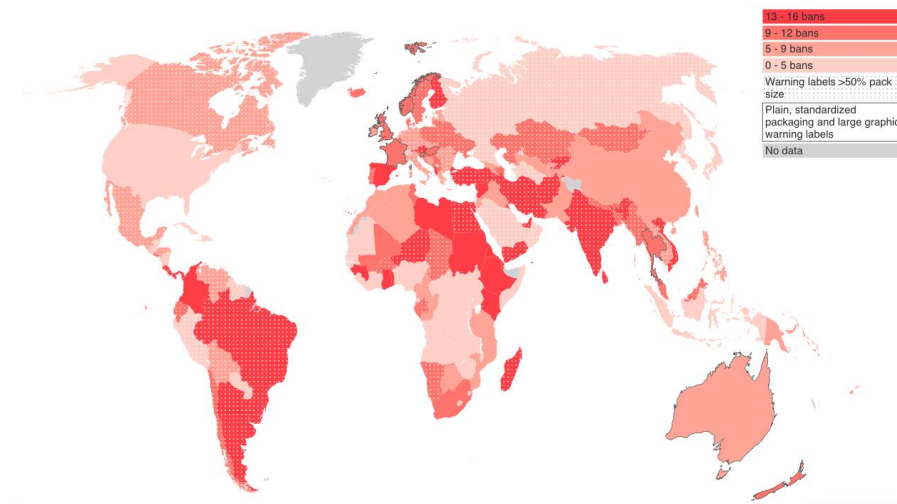 13 - 16 bans
9 - 12 bans
5 - 9 bans
0 - 5 bans
Warning labels >50% pack
size
Plain, standardized
packaging and large graphic
warning labels
No data